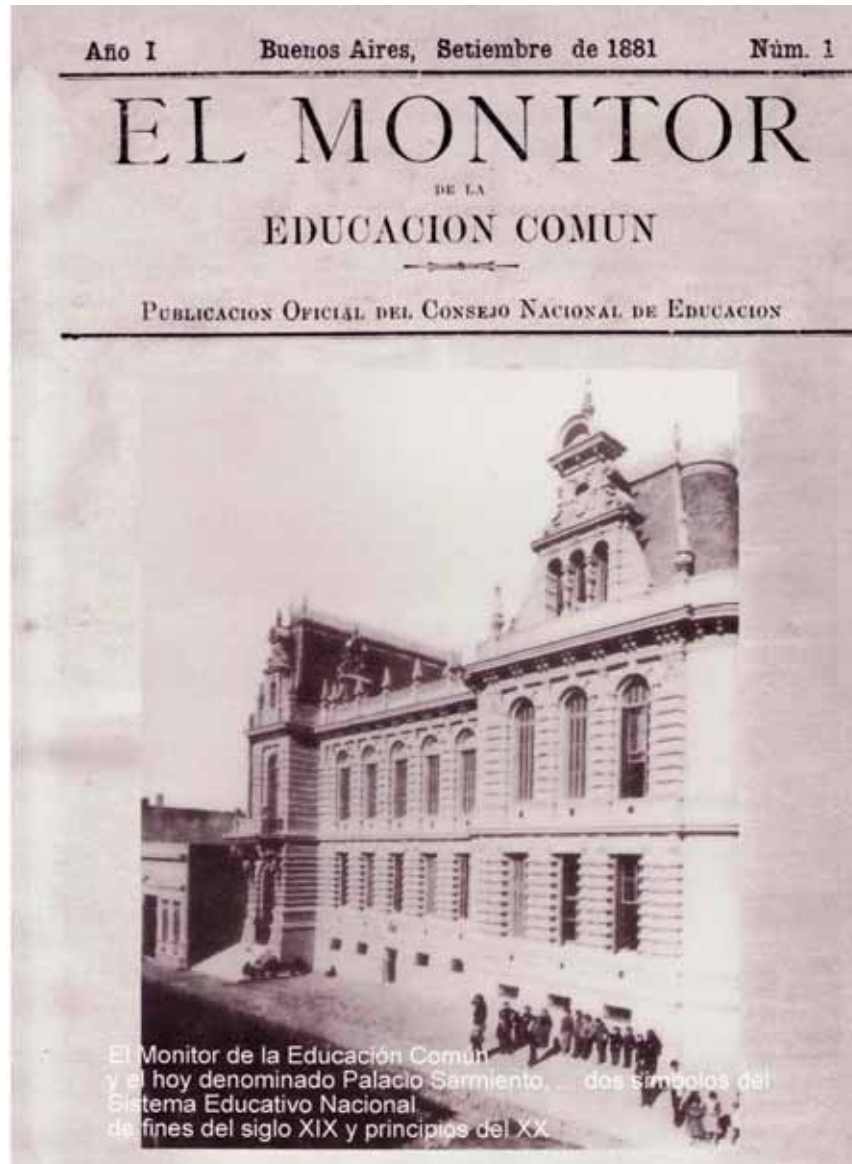 Año I Buenos Aires, Setiembre de 1881 Núm. 1
EL MONITOR
DE LA
EDUCACION COMUN
PUBLICACION OFICIAL DEL CONSEJO NACIONAL DE EDUCACION
El Monitor de la Educación Común
y el hoy denominado Palacio Sarmiento, . dos símbolos del
Sistema Educativo Nacional
de fines del siglo XIX y principios del XX